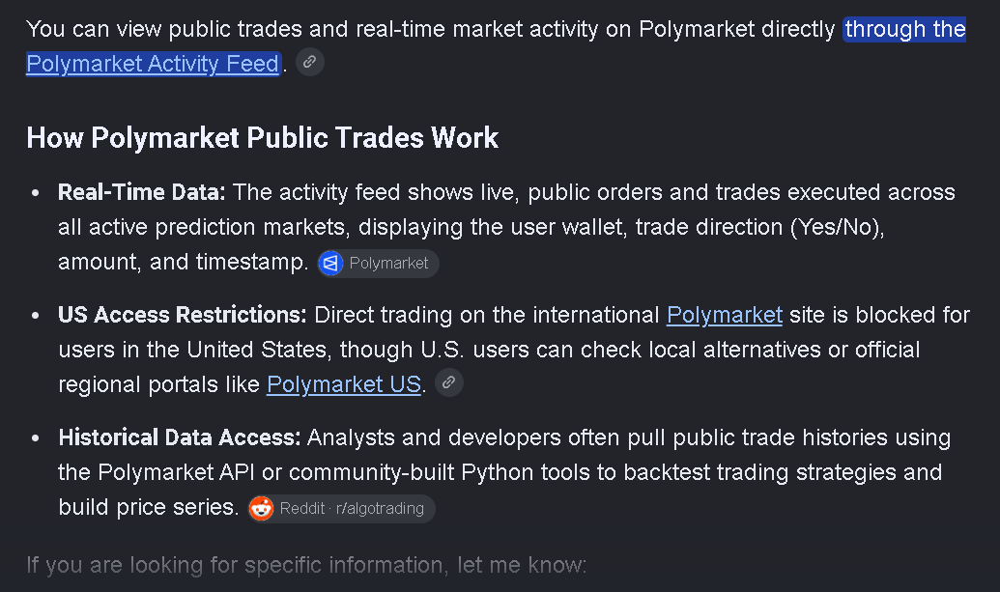 You can view public trades and real-time market activity on Polymarket directly through the
Polymarket Activity Feed.
How Polymarket Public Trades Work
• Real-Time Data: The activity feed shows live, public orders and trades executed across
all active prediction markets, displaying the user wallet, trade direction (Yes/No),
amount, and timestamp. Polymarket
• US Access Restrictions: Direct trading on the international Polymarket site is blocked for
users in the United States, though U.S. users can check local alternatives or official
regional portals like Polymarket US.
• Historical Data Access: Analysts and developers often pull public trade histories using
the Polymarket API or community-built Python tools to backtest trading strategies and
build price series. Reddit · r/algotrading
If you are looking for specific information, let me know: